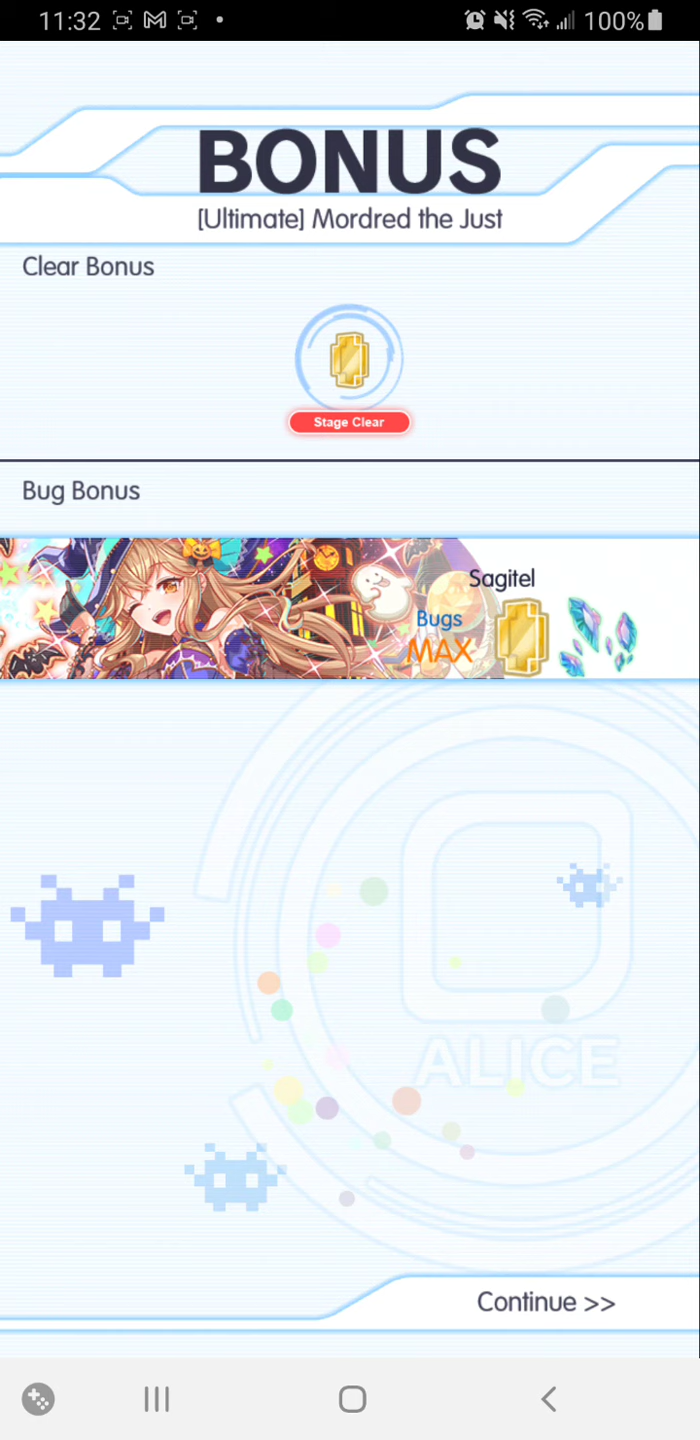 11:32
100%
BONUS
[Ultimate] Mordred the Just
Clear Bonus
Stage Clear
Bug Bonus
Sagitel
Bugs
MAX
ALICE
Continue >>